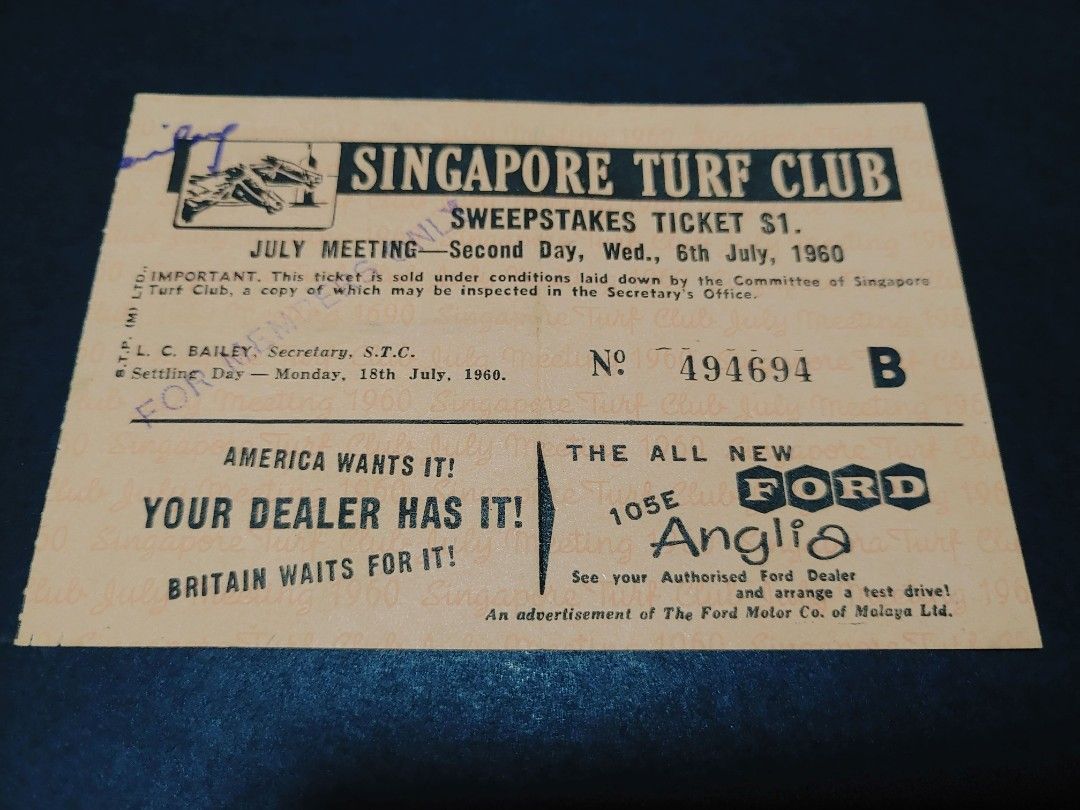 SINGAPORE TURF CLUB
SWEEPSTAKES TICKET $1.
JULY MEETING—Second Day, Wed., 6th July, 1960
IMPORTANT. This ticket is sold under conditions laid down by the Committee of Singapore
Turf Club, a copy of which may be inspected in the Secretary's Office.
S.T.P. (M) LTD.
FOR MEMBERS ONLY
L. C. BAILEY, Secretary, S.T.C.
Settling Day — Monday, 18th July, 1960.
Nº. 494694 B
AMERICA WANTS IT!
YOUR DEALER HAS IT!
BRITAIN WAITS FOR IT!
THE ALL NEW
FORD
105E
Anglia
See your Authorised Ford Dealer
and arrange a test drive!
An advertisement of The Ford Motor Co. of Malaya Ltd.